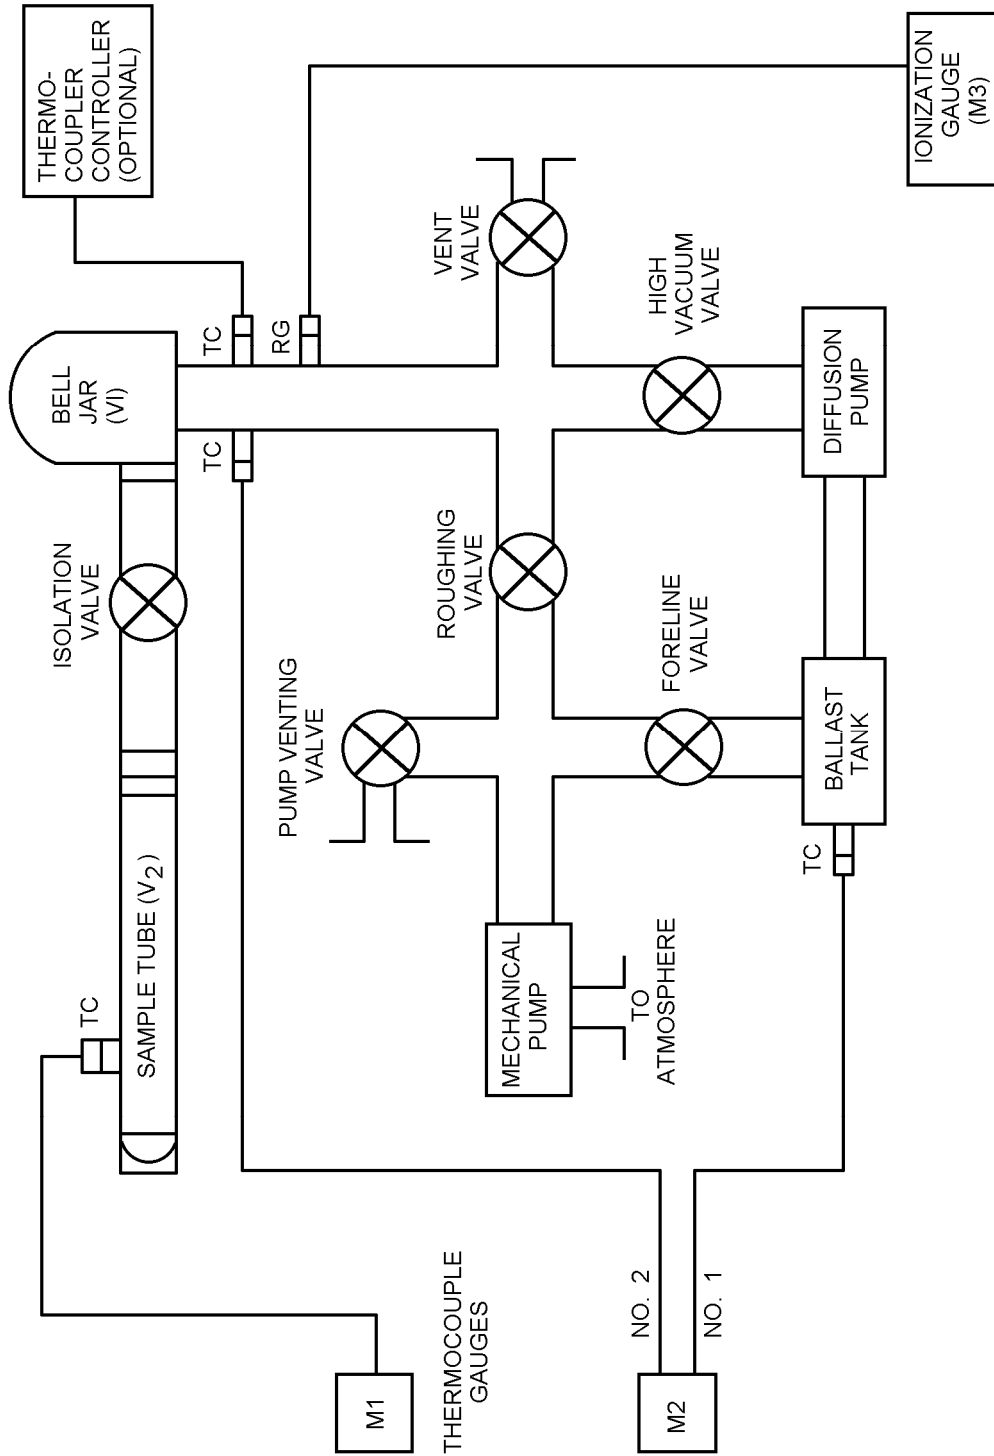 THERMO-
COUPLER
CONTROLLER
(OPTIONAL)
BELL
JAR
(VI)
TC
TC
RG
IONIZATION
GAUGE
(M3)
VENT
VALVE
HIGH
VACUUM
VALVE
DIFFUSION
PUMP
ISOLATION
VALVE
ROUGHING
VALVE
FORELINE
VALVE
PUMP VENTING
VALVE
BALLAST
TANK
TC
SAMPLE TUBE (V2)
TC
MECHANICAL
PUMP
TO
ATMOSPHERE
M1
THERMOCOUPLE
GAUGES
NO. 2
NO. 1
M2